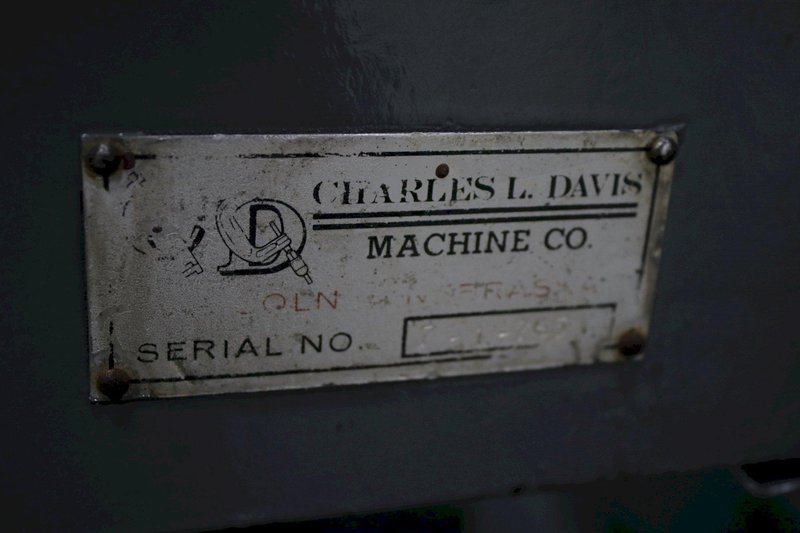 CHARLES L. DAVIS
D
MACHINE CO.
SERIAL NO.